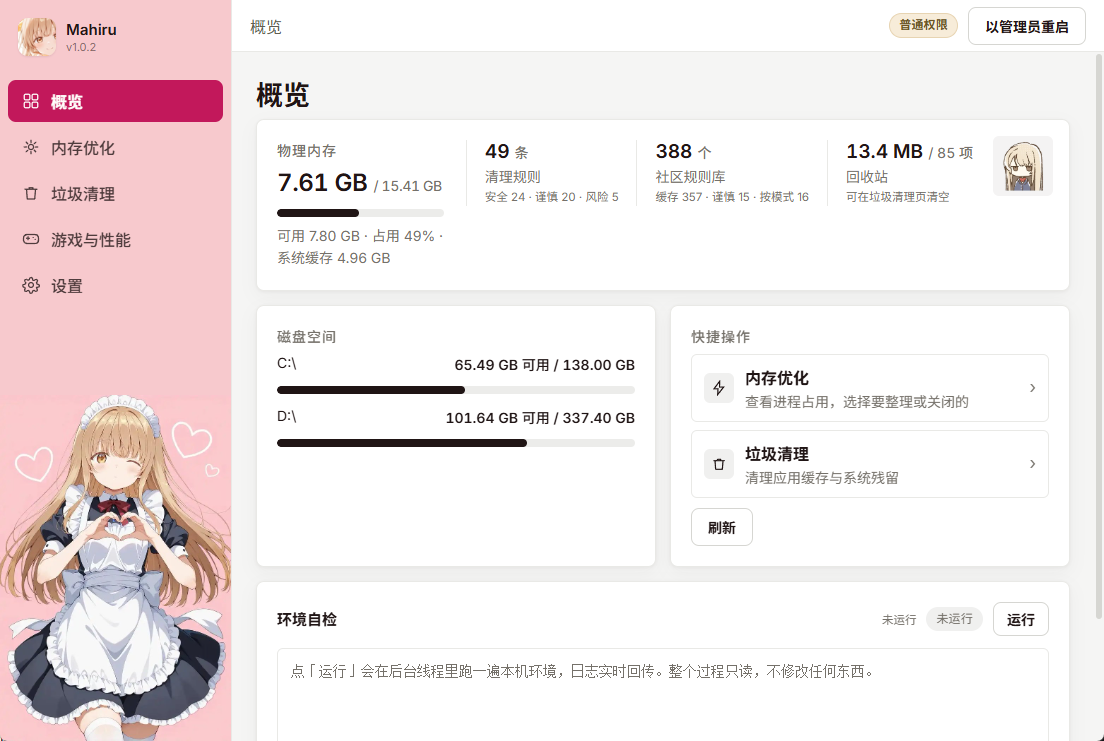 Mahiru
v1.0.2
概览
内存优化
垃圾清理
游戏与性能
设置
概览
普通权限
以管理员重启
概览
物理内存
7.61 GB / 15.41 GB
可用 7.80 GB · 占用 49% ·
系统缓存 4.96 GB
49 条
清理规则
安全 24 · 谨慎 20 · 风险 5
388 个
社区规则库
缓存 357 · 谨慎 15 · 按模式 16
13.4 MB / 85 项
回收站
可在垃圾清理页清空
磁盘空间
C:\
65.49 GB 可用 / 138.00 GB
D:\
101.64 GB 可用 / 337.40 GB
快捷操作
内存优化
查看进程占用，选择要整理或关闭的
垃圾清理
清理应用缓存与系统残留
刷新
环境自检
未运行
未运行
运行
点「运行」会在后台线程里跑一遍本机环境，日志实时回传。整个过程只读，不修改任何东西。